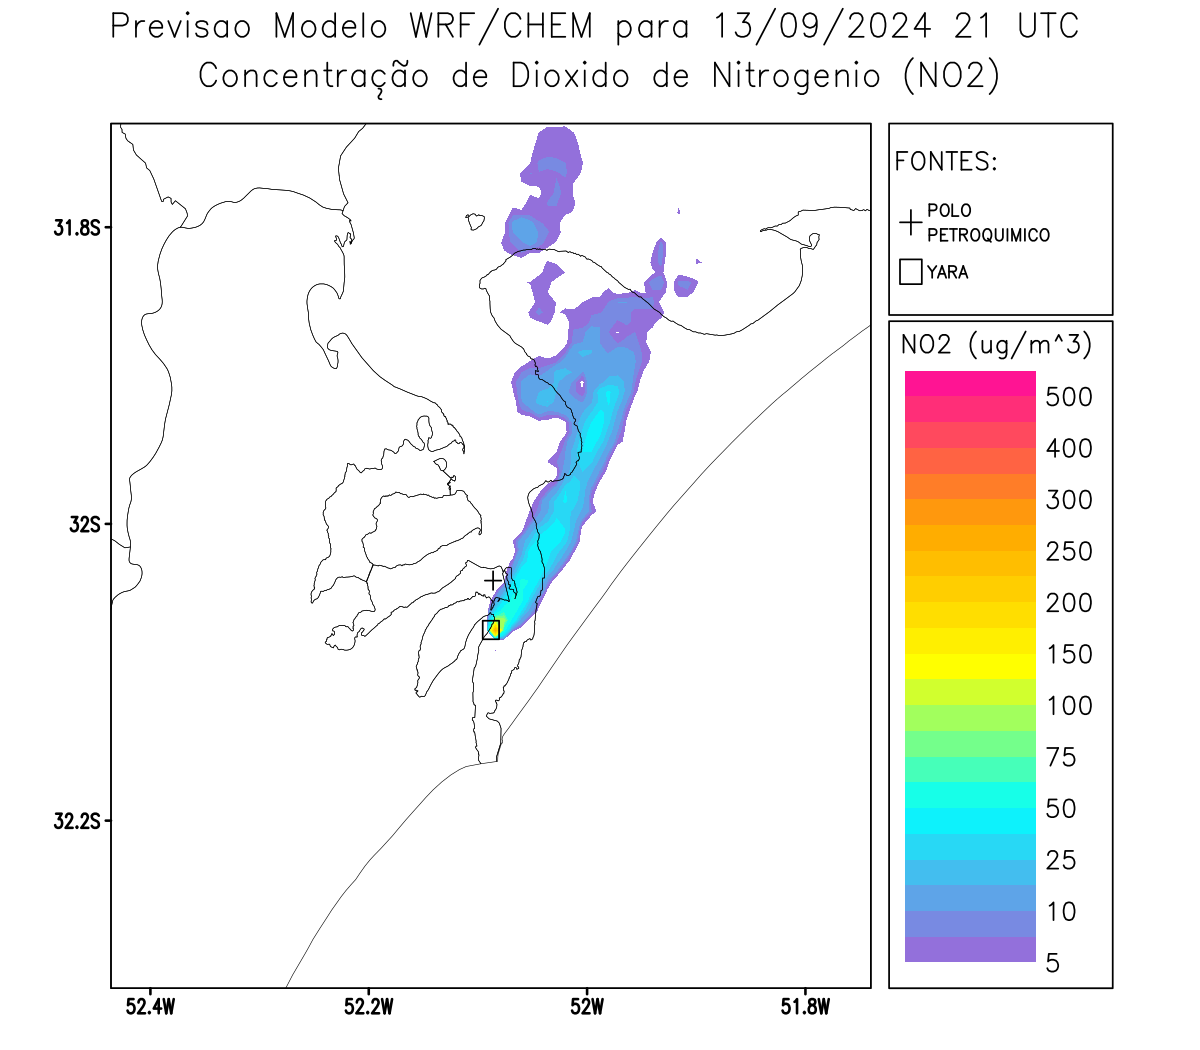 Previsao Modelo WRF/CHEM para 13/09/2024 21 UTC
Concentração de Dioxido de Nitrogenio (NO2)
FONTES:
POLO
PETROQUIMICO
YARA
NO2 (ug/m^3)
500
400
300
250
200
150
100
75
50
25
10
5
31.8S
32S
32.2S
52.4W
52.2W
52W
51.8W